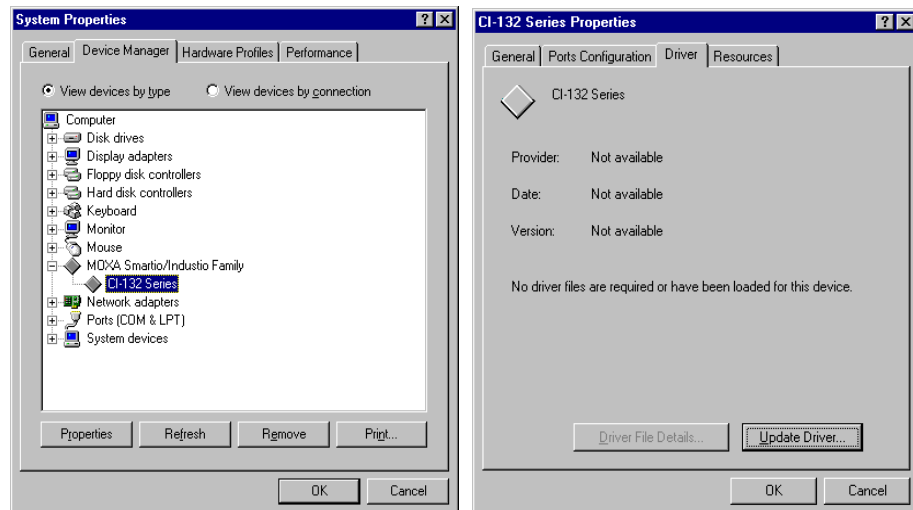 System Properties
General
Device Manager
Hardware Profiles
Performance
View devices by type
View devices by connection
Computer
Disk drives
Display adapters
Floppy disk controllers
Hard disk controllers
Keyboard
Monitor
Mouse
MOXA Smartio/Industio Family
CI-132 Series
Network adapters
Ports (COM & LPT)
System devices
Properties
Refresh
Remove
Print...
OK
Cancel
CI-132 Series Properties
General
Ports Configuration
Driver
Resources
CI-132 Series
Provider: Not available
Date: Not available
Version: Not available
No driver files are required or have been loaded for this device.
Driver File Details...
Update Driver...
OK
Cancel